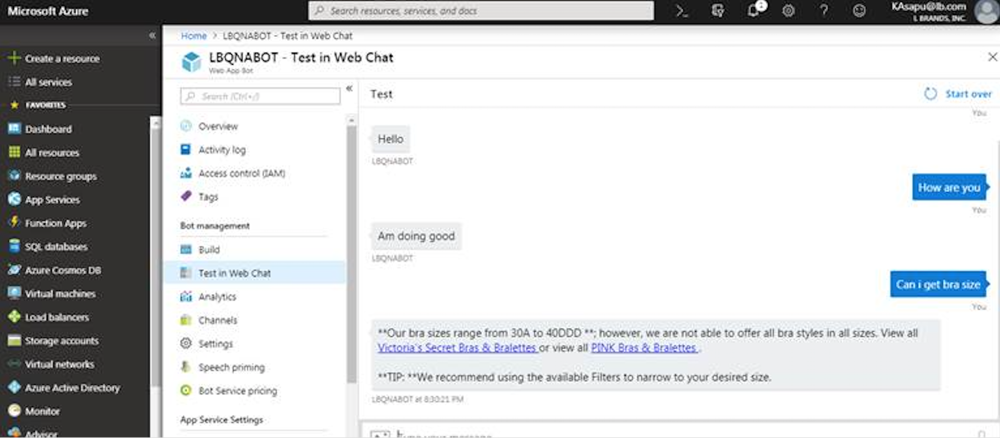 Microsoft Azure
Search resources, services, and docs
KAsapu@lb.com
L BRANDS, INC.
Create a resource
All services
FAVORITES
Dashboard
All resources
Resource groups
App Services
Function Apps
SQL databases
Azure Cosmos DB
Virtual machines
Load balancers
Storage accounts
Virtual networks
Azure Active Directory
Monitor
Advisor
Home > LBQNABOT - Test in Web Chat
LBQNABOT - Test in Web Chat
Web App Bot
Search (Ctrl+/)
Overview
Activity log
Access control (IAM)
Tags
Bot management
Build
Test in Web Chat
Analytics
Channels
Settings
Speech priming
Bot Service pricing
App Service Settings
Test
Start over
You
Hello
LBQNABOT
How are you
You
Am doing good
LBQNABOT
Can i get bra size
You
**Our bra sizes range from 30A to 40DDD **; however, we are not able to offer all bra styles in all sizes. View all
Victoria's Secret Bras & Bralettes or view all PINK Bras & Bralettes .
**TIP: **We recommend using the available Filters to narrow to your desired size.
LBQNABOT at 8:30:21 PM
Type your message